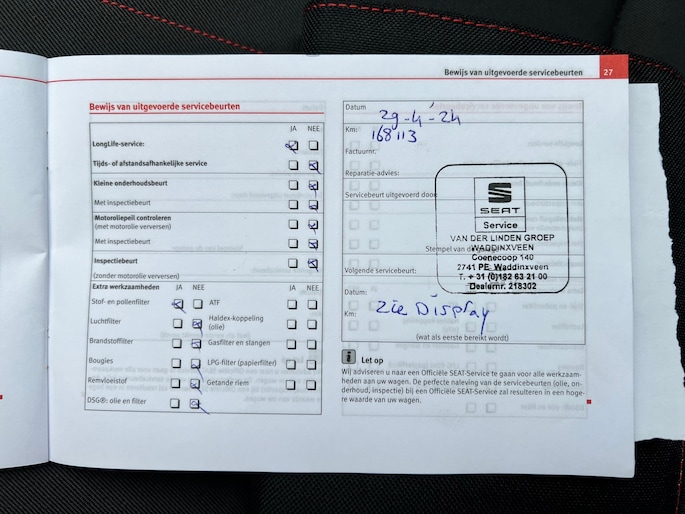 Bewijs van uitgevoerde servicebeurten 27
Bewijs van uitgevoerde servicebeurten
JA NEE
LongLife-service:
Tijds- of afstandsafhankelijke service
Kleine onderhoudsbeurt
Met inspectiebeurt
Motoroliepeil controleren
(met motorolie verversen)
Met inspectiebeurt
Inspectiebeurt
(zonder motorolie verversen)
Extra werkzaamheden JA NEE
Stof- en pollenfilter ATF
Luchtfilter Haldex-koppeling
(olie)
Brandstoffilter Gasfilter en slangen
Bougies LPG-filter (papierfilter)
Remvloeistof Getande riem
DSG®: olie en filter
Datum 29-4-'24
Km: 168113
Factuurnr.
Reparatie-advies:
Servicebeurt uitgevoerd door
SEAT
Service
VAN DER LINDEN GROEP
WADDINXVEEN
Stempel van de
Coenecoop 140
2741 PE Waddinxveen
T. + 31 (0)182 63 21 00
Dealernr. 218302
Volgende servicebeurt:
Datum:
Km: Zie Display
(wat als eerste bereikt wordt)
i Let op
Wij adviseren u naar een Officiële SEAT-Service te gaan voor alle werkzaam-
heden aan uw wagen. De perfecte naleving van de servicebeurten (olie, on-
derhoud, inspectie) bij een Officiële SEAT-Service zal resulteren in een hoge-
re waarde van uw wagen.